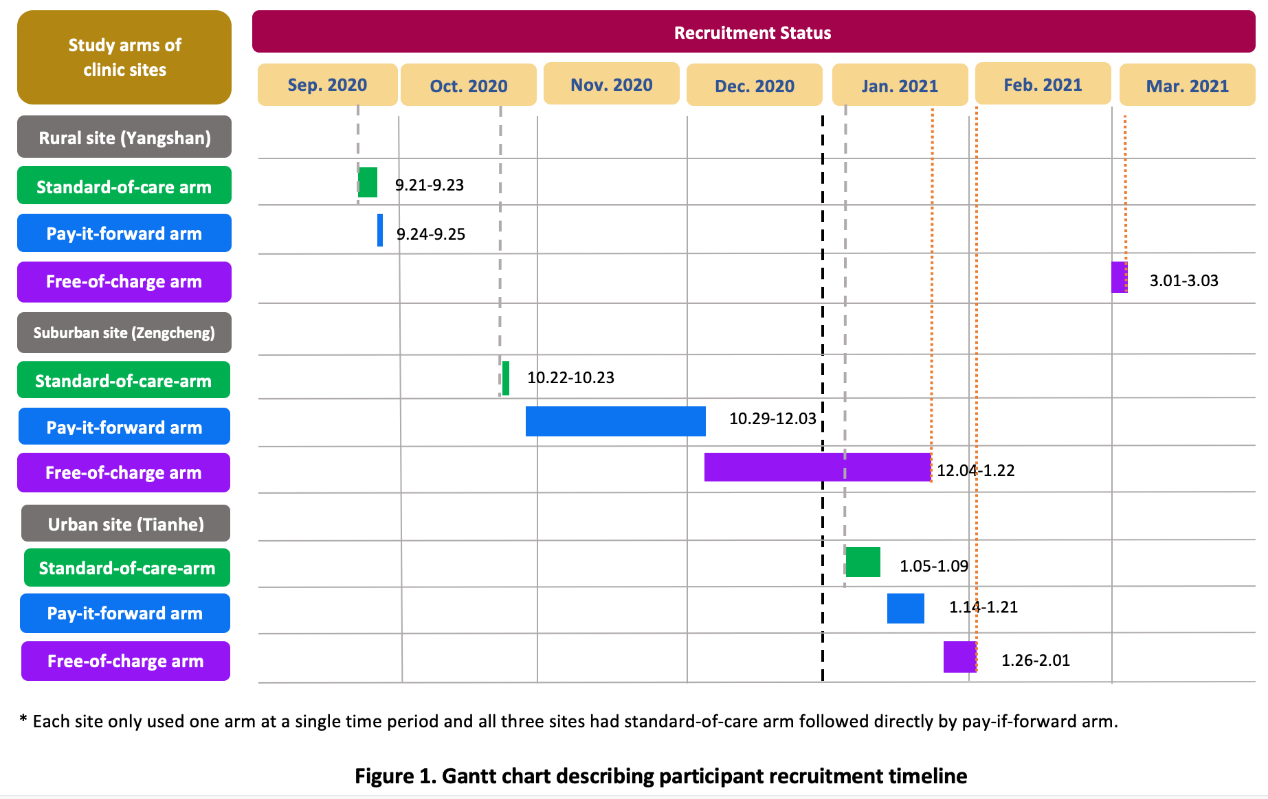 Study arms of
clinic sites
Recruitment Status
Sep. 2020
Oct. 2020
Nov. 2020
Dec. 2020
Jan. 2021
Feb. 2021
Mar. 2021
Rural site (Yangshan)
Standard-of-care arm
9.21-9.23
Pay-it-forward arm
9.24-9.25
Free-of-charge arm
3.01-3.03
Suburban site (Zengcheng)
Standard-of-care-arm
10.22-10.23
Pay-it-forward arm
10.29-12.03
Free-of-charge arm
12.04-1.22
Urban site (Tianhe)
Standard-of-care-arm
1.05-1.09
Pay-it-forward arm
1.14-1.21
Free-of-charge arm
1.26-2.01
* Each site only used one arm at a single time period and all three sites had standard-of-care arm followed directly by pay-if-forward arm.
Figure 1. Gantt chart describing participant recruitment timeline